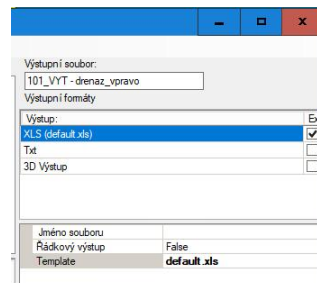 Výstupní soubor:
101_VYT - drenaz_vpravo
Výstupní formáty
Výstup: Ex
XLS (default.xls)
Txt
3D Výstup
Jméno souboru
Řádkový výstup False
Template default.xls